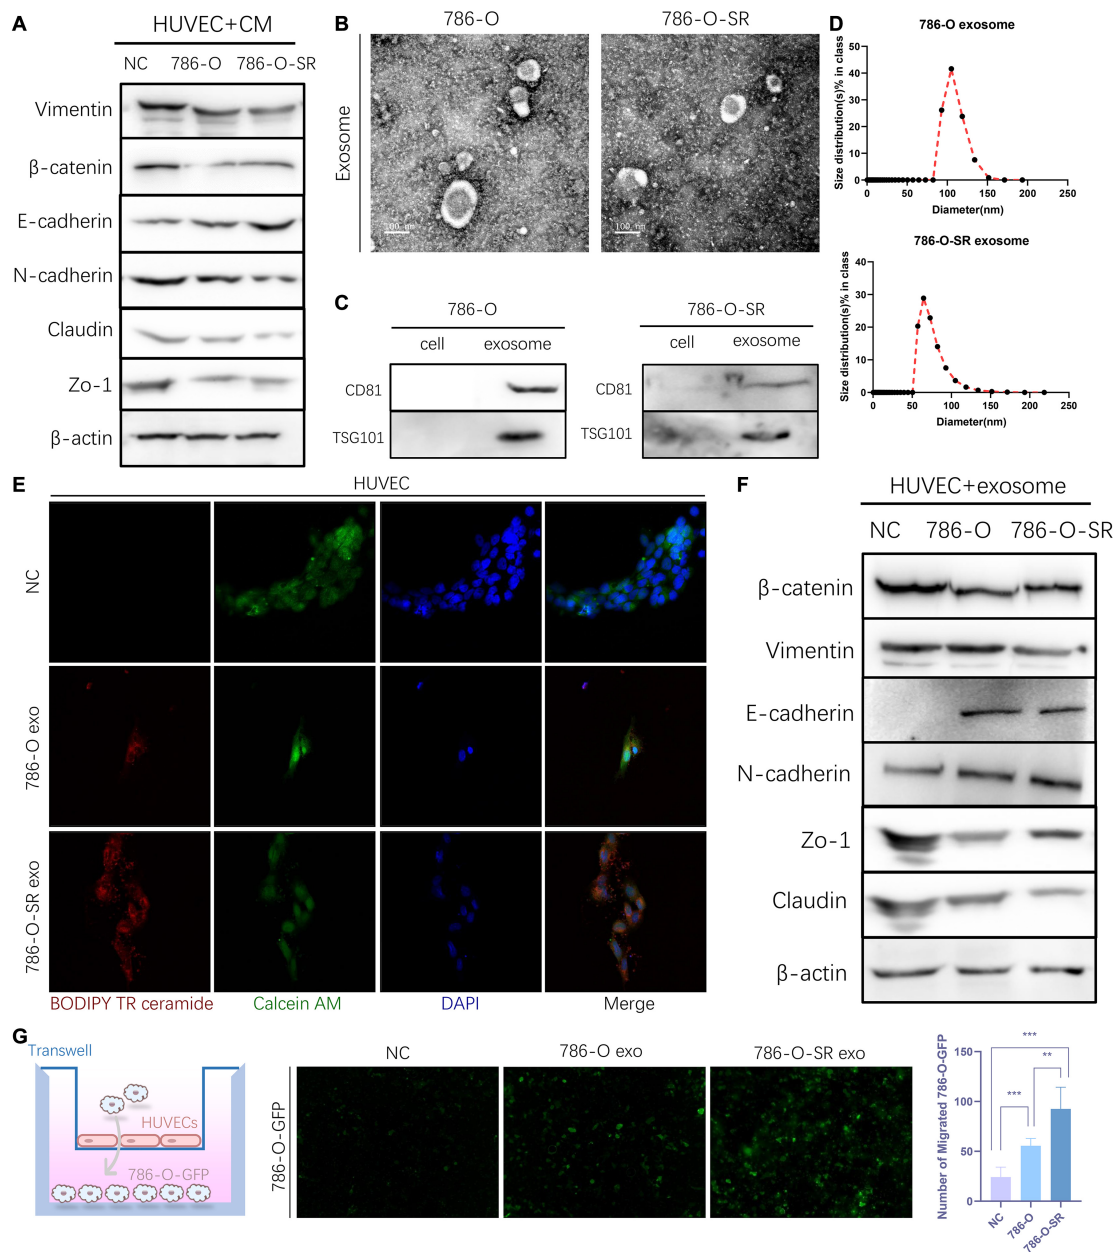 A
HUVEC+CM
NC 786-O 786-O-SR
Vimentin
β-catenin
E-cadherin
N-cadherin
Claudin
Zo-1
β-actin
B
786-O 786-O-SR
Exosome
100 nm
100 nm
C
786-O 786-O-SR
cell exosome cell exosome
CD81 CD81
TSG101 TSG101
D
786-O exosome
Size distribution(s)% in class
50
40
30
20
10
0
0 50 100 150 200 250
Diameter(nm)
786-O-SR exosome
Size distribution(s)% in class
40
30
20
10
0
0 50 100 150 200 250
Diameter(nm)
E
HUVEC
NC
786-O exo
786-O-SR exo
BODIPY TR ceramide Calcein AM DAPI Merge
F
HUVEC+exosome
NC 786-O 786-O-SR
β-catenin
Vimentin
E-cadherin
N-cadherin
Zo-1
Claudin
β-actin
G
Transwell
HUVECs
786-O-GFP
NC 786-O exo 786-O-SR exo
786-O-GFP
Number of Migrated 786-O-GFP
150
100
50
0
***
**
***
NC 786-O 786-O-SR